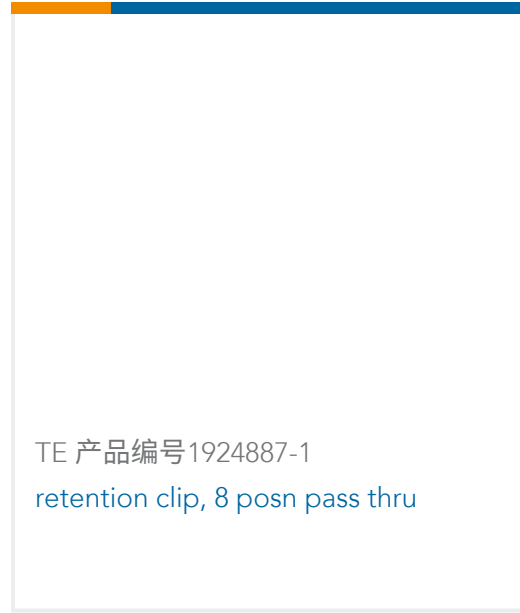 TE 产品编号1924887-1
retention clip, 8 posn pass thru